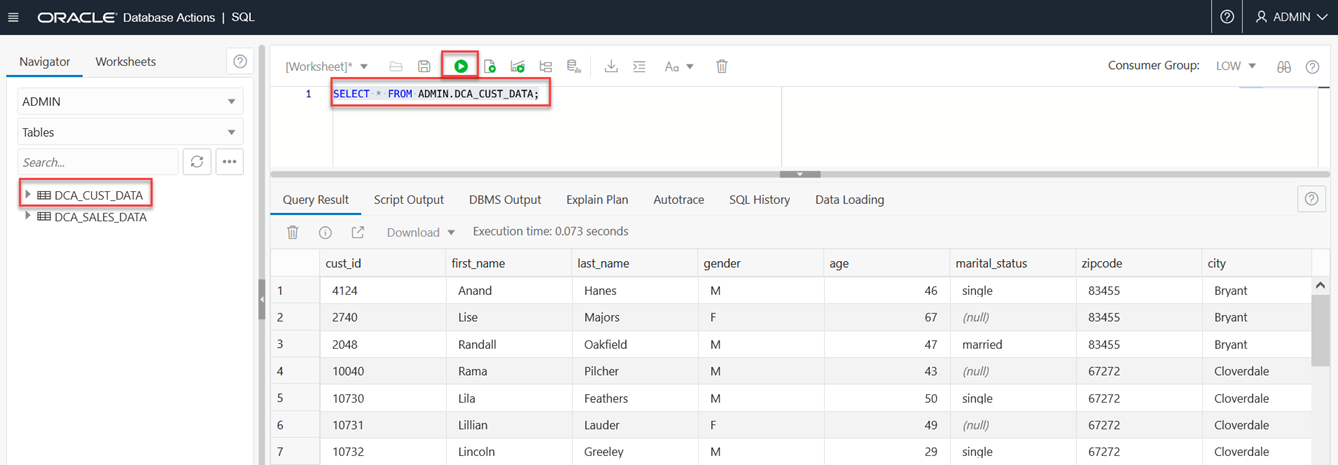 ORACLE Database Actions | SQL
ADMIN
Navigator
Worksheets
ADMIN
Tables
Search...
DCA_CUST_DATA
DCA_SALES_DATA
[Worksheet]*
Aa
Consumer Group: LOW
1 SELECT * FROM ADMIN.DCA_CUST_DATA;
Query Result Script Output DBMS Output Explain Plan Autotrace SQL History Data Loading
Download Execution time: 0.073 seconds
cust_id first_name last_name gender age marital_status zipcode city
1 4124 Anand Hanes M 46 single 83455 Bryant
2 2740 Lise Majors F 67 (null) 83455 Bryant
3 2048 Randall Oakfield M 47 married 83455 Bryant
4 10040 Rama Pilcher M 43 (null) 67272 Cloverdale
5 10730 Lila Feathers M 50 single 67272 Cloverdale
6 10731 Lillian Lauder F 49 (null) 67272 Cloverdale
7 10732 Lincoln Greeley M 29 single 67272 Cloverdale